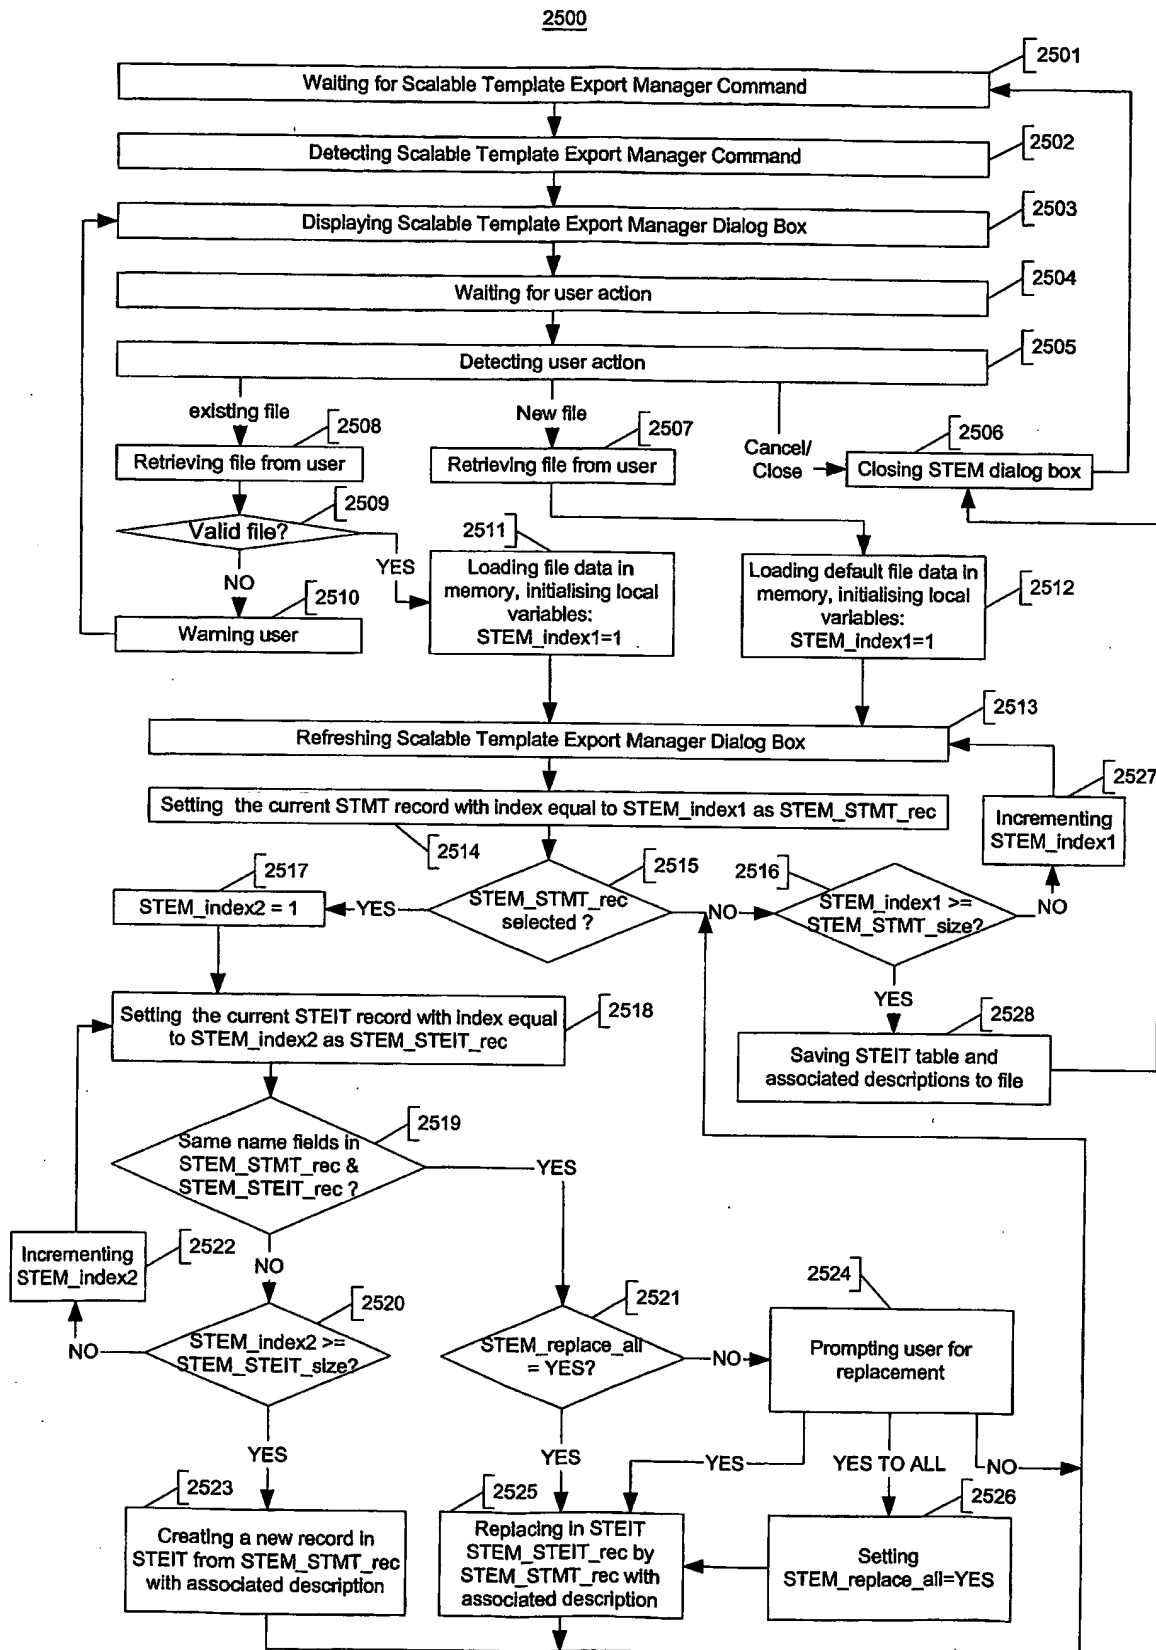 2500
2501
Waiting for Scalable Template Export Manager Command
2502
Detecting Scalable Template Export Manager Command
2503
Displaying Scalable Template Export Manager Dialog Box
2504
Waiting for user action
2505
Detecting user action
existing file
New file
Cancel/
Close
2508
Retrieving file from user
2507
Retrieving file from user
2506
Closing STEM dialog box
2509
Valid file?
YES
NO
2510
Warning user
2511
Loading file data in
memory, initialising local
variables:
STEM_index1=1
2512
Loading default file data in
memory, initialising local
variables:
STEM_index1=1
2513
Refreshing Scalable Template Export Manager Dialog Box
2527
Incrementing
STEM_index1
Setting the current STMT record with index equal to STEM_index1 as STEM_STMT_rec
2514
2515
STEM_STMT_rec
selected ?
YES
NO
2516
STEM_index1 >=
STEM_STMT_size?
NO
YES
2517
STEM_index2 = 1
2528
Saving STEIT table and
associated descriptions to file
2518
Setting the current STEIT record with index equal
to STEM_index2 as STEM_STEIT_rec
2519
Same name fields in
STEM_STMT_rec &
STEM_STEIT_rec ?
YES
NO
2522
Incrementing
STEM_index2
2520
STEM_index2 >=
STEM_STEIT_size?
NO
YES
2521
STEM_replace_all
= YES?
NO
YES
2524
Prompting user for
replacement
YES
YES TO ALL
NO
2523
Creating a new record in
STEIT from STEM_STMT_rec
with associated description
2525
Replacing in STEIT
STEM_STEIT_rec by
STEM_STMT_rec with
associated description
2526
Setting
STEM_replace_all=YES